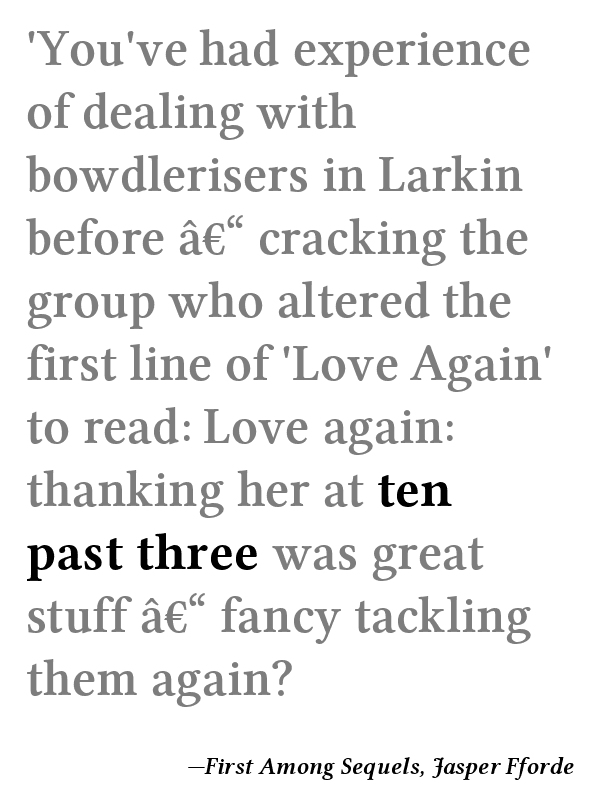 'You've had experience
of dealing with
bowdlerisers in Larkin
before â€“ cracking the
group who altered the
first line of 'Love Again'
to read: Love again:
thanking her at ten
past three was great
stuff â€“ fancy tackling
them again?
—First Among Sequels, Jasper Fforde